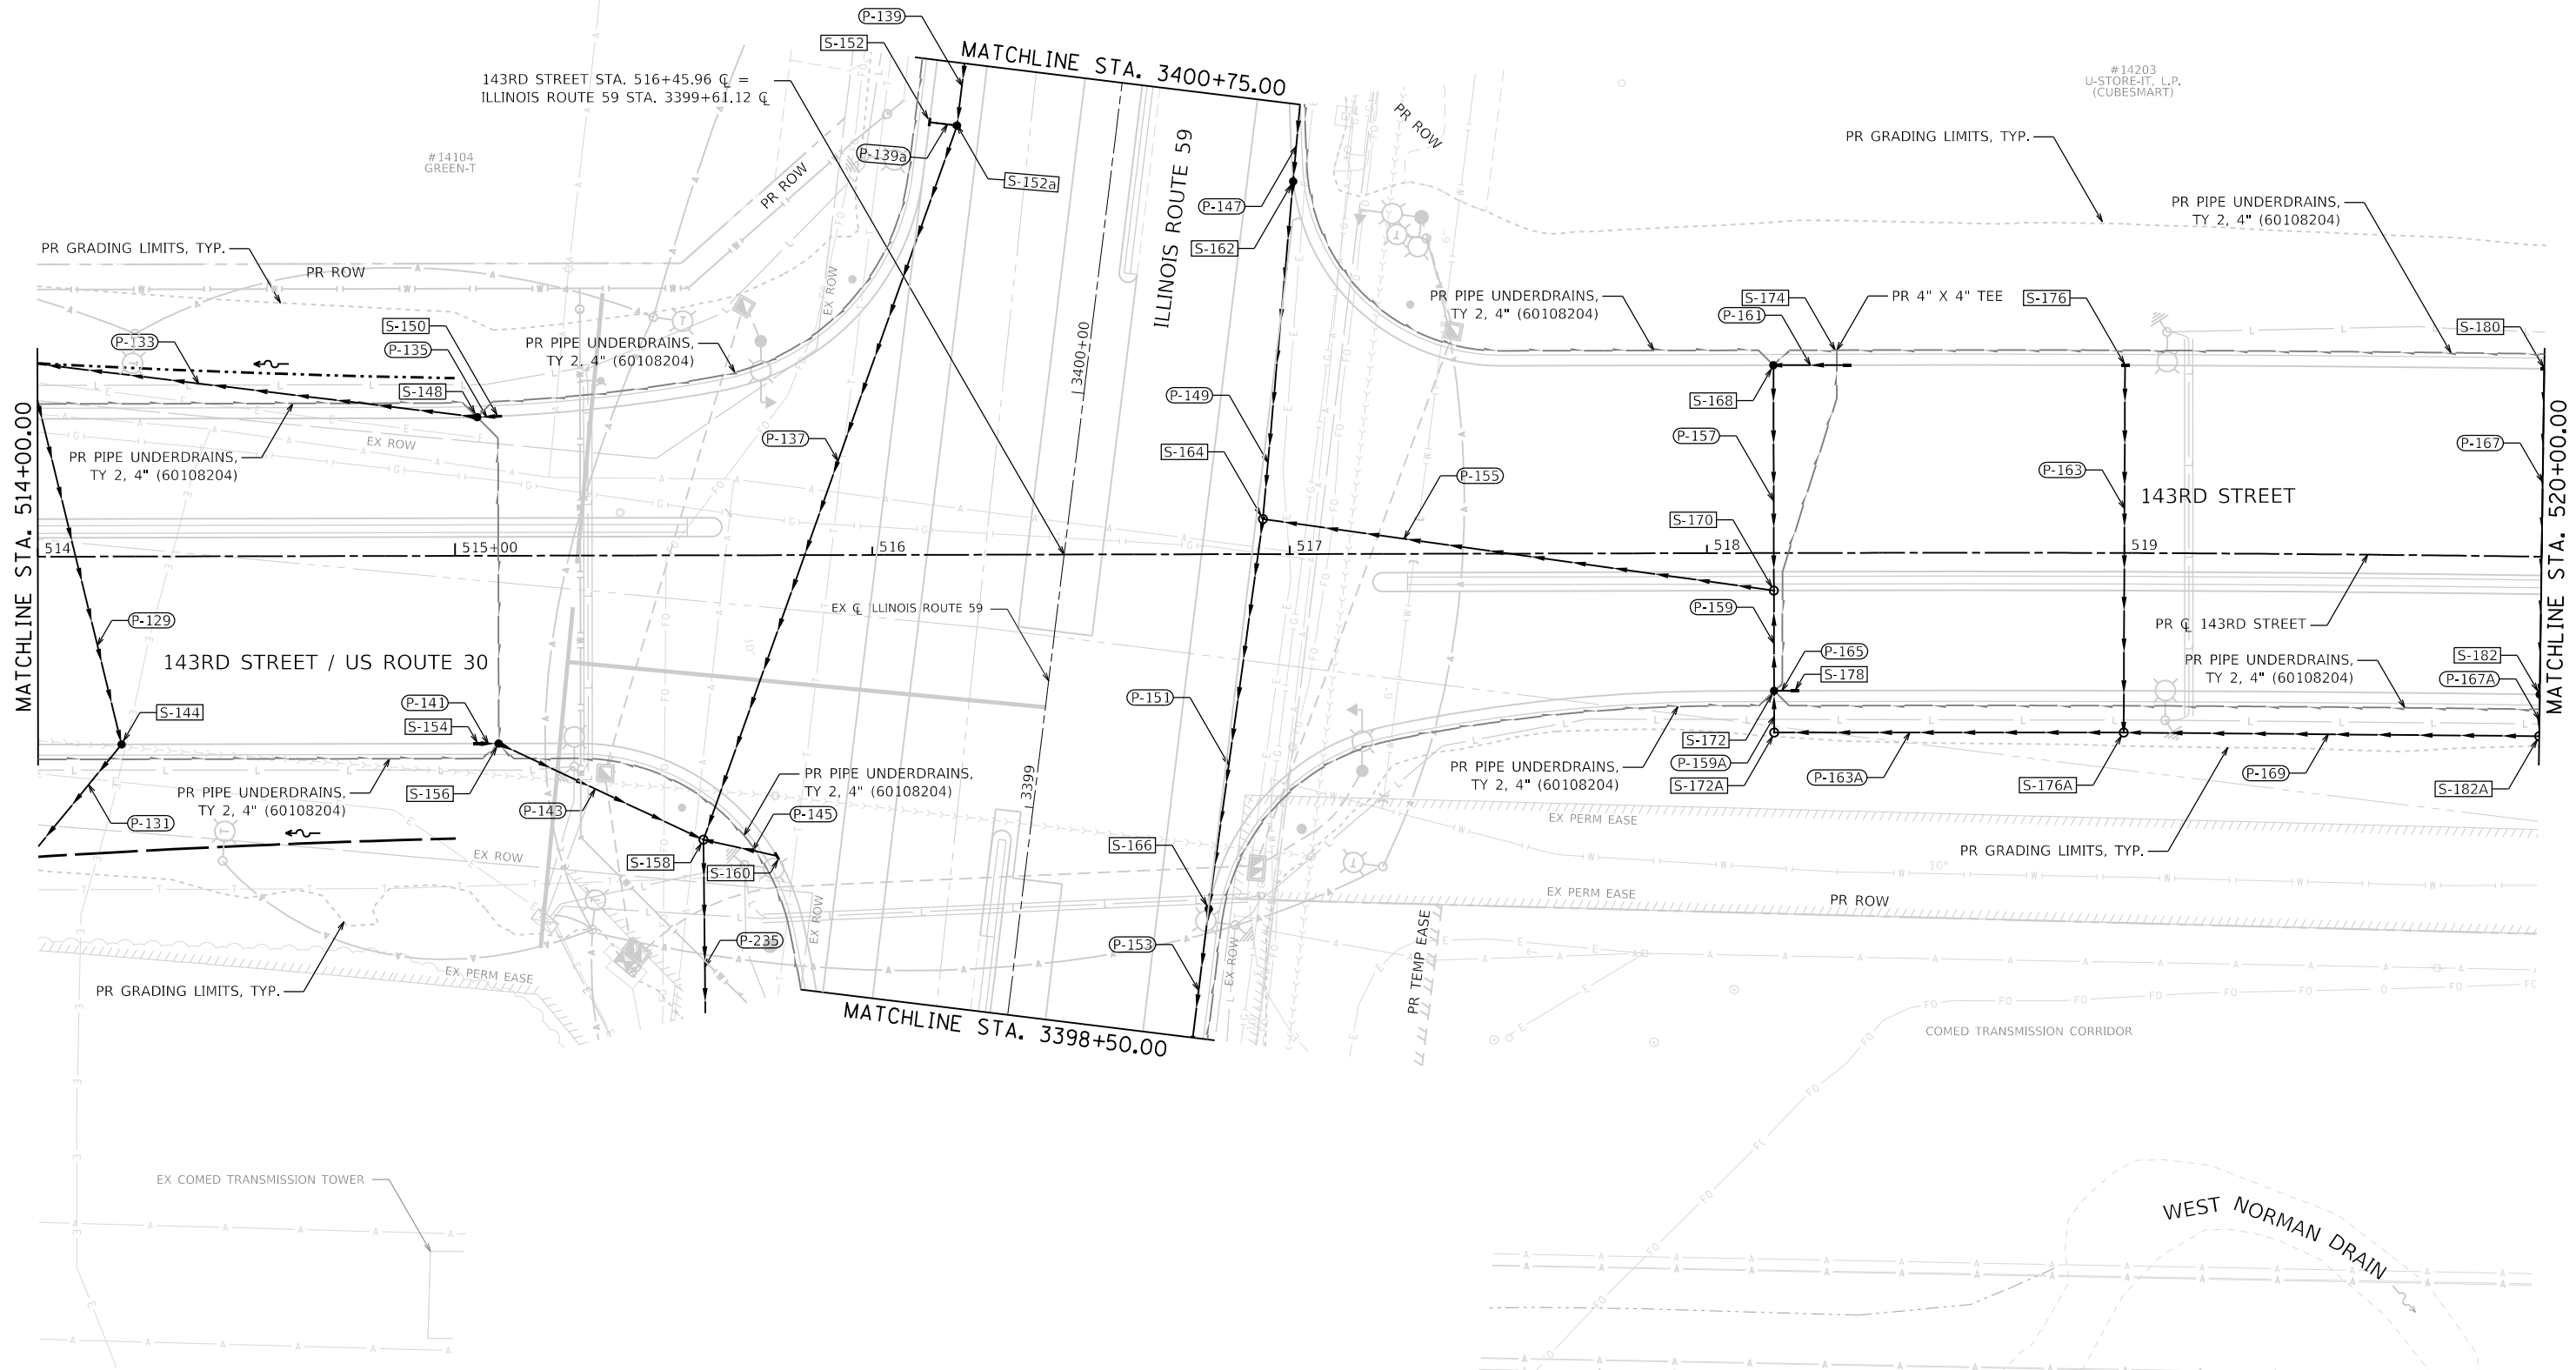 P-139
S-152
MATCHLINE STA. 3400+75.00
143RD STREET STA. 516+45.96 ℄ =
ILLINOIS ROUTE 59 STA. 3399+61.12 ℄
#14104
GREEN-T
P-139a
S-152a
PR ROW
ILLINOIS ROUTE 59
P-147
S-162
PR ROW
#14203
U-STORE-IT, L.P.
(CUBESMART)
PR GRADING LIMITS, TYP.
PR PIPE UNDERDRAINS,
TY 2, 4" (60108204)
PR GRADING LIMITS, TYP.
PR ROW
EX ROW
S-150
P-133
P-135
S-148
PR PIPE UNDERDRAINS,
TY 2, 4" (60108204)
3400+00
PR PIPE UNDERDRAINS,
TY 2, 4" (60108204)
S-174
P-161
PR 4" X 4" TEE
S-176
S-180
P-149
S-168
MATCHLINE STA. 514+00.00
EX ROW
PR PIPE UNDERDRAINS,
TY 2, 4" (60108204)
P-137
S-164
P-155
P-157
P-163
P-167
143RD STREET
S-170
MATCHLINE STA. 520+00.00
514
515+00
516
517
518
519
P-129
143RD STREET / US ROUTE 30
EX ℄ ILLINOIS ROUTE 59
P-159
PR ℄ 143RD STREET
P-165
S-178
PR PIPE UNDERDRAINS,
TY 2, 4" (60108204)
S-182
P-167A
10"
6"
6"
S-144
P-141
S-154
P-151
S-172
P-159A
S-172A
P-163A
S-176A
P-169
S-182A
PR PIPE UNDERDRAINS,
TY 2, 4" (60108204)
S-156
P-131
P-143
PR PIPE UNDERDRAINS,
TY 2, 4" (60108204)
P-145
3399
PR PIPE UNDERDRAINS,
TY 2, 4" (60108204)
EX PERM EASE
EX ROW
S-158
S-160
S-166
PR GRADING LIMITS, TYP.
10"
EX PERM EASE
PR ROW
EX ROW
P-235
P-153
EX ROW
PR TEMP EASE
EX PERM EASE
PR GRADING LIMITS, TYP.
MATCHLINE STA. 3398+50.00
COMED TRANSMISSION CORRIDOR
EX COMED TRANSMISSION TOWER
WEST NORMAN DRAIN